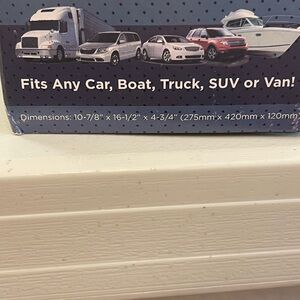 Fits Any Car, Boat, Truck, SUV or Van!
Dimensions: 10-7/8" x 16-1/2" x 4-3/4" (275mm x 420mm x 120mm)